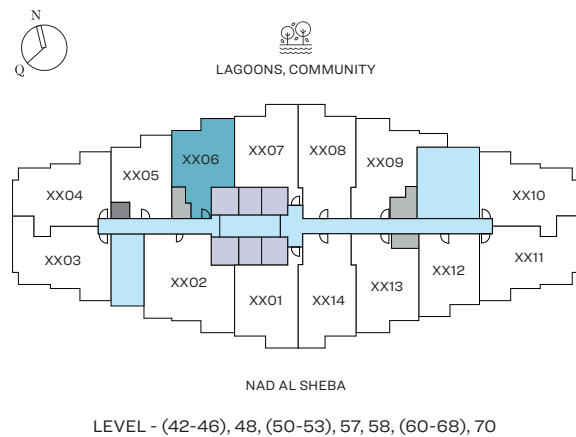 N
Q
LAGOONS, COMMUNITY
XX04
XX05
XX06
XX07
XX08
XX09
XX10
XX03
XX02
XX01
XX14
XX13
XX12
XX11
NAD AL SHEBA
LEVEL - (42-46), 48, (50-53), 57, 58, (60-68), 70